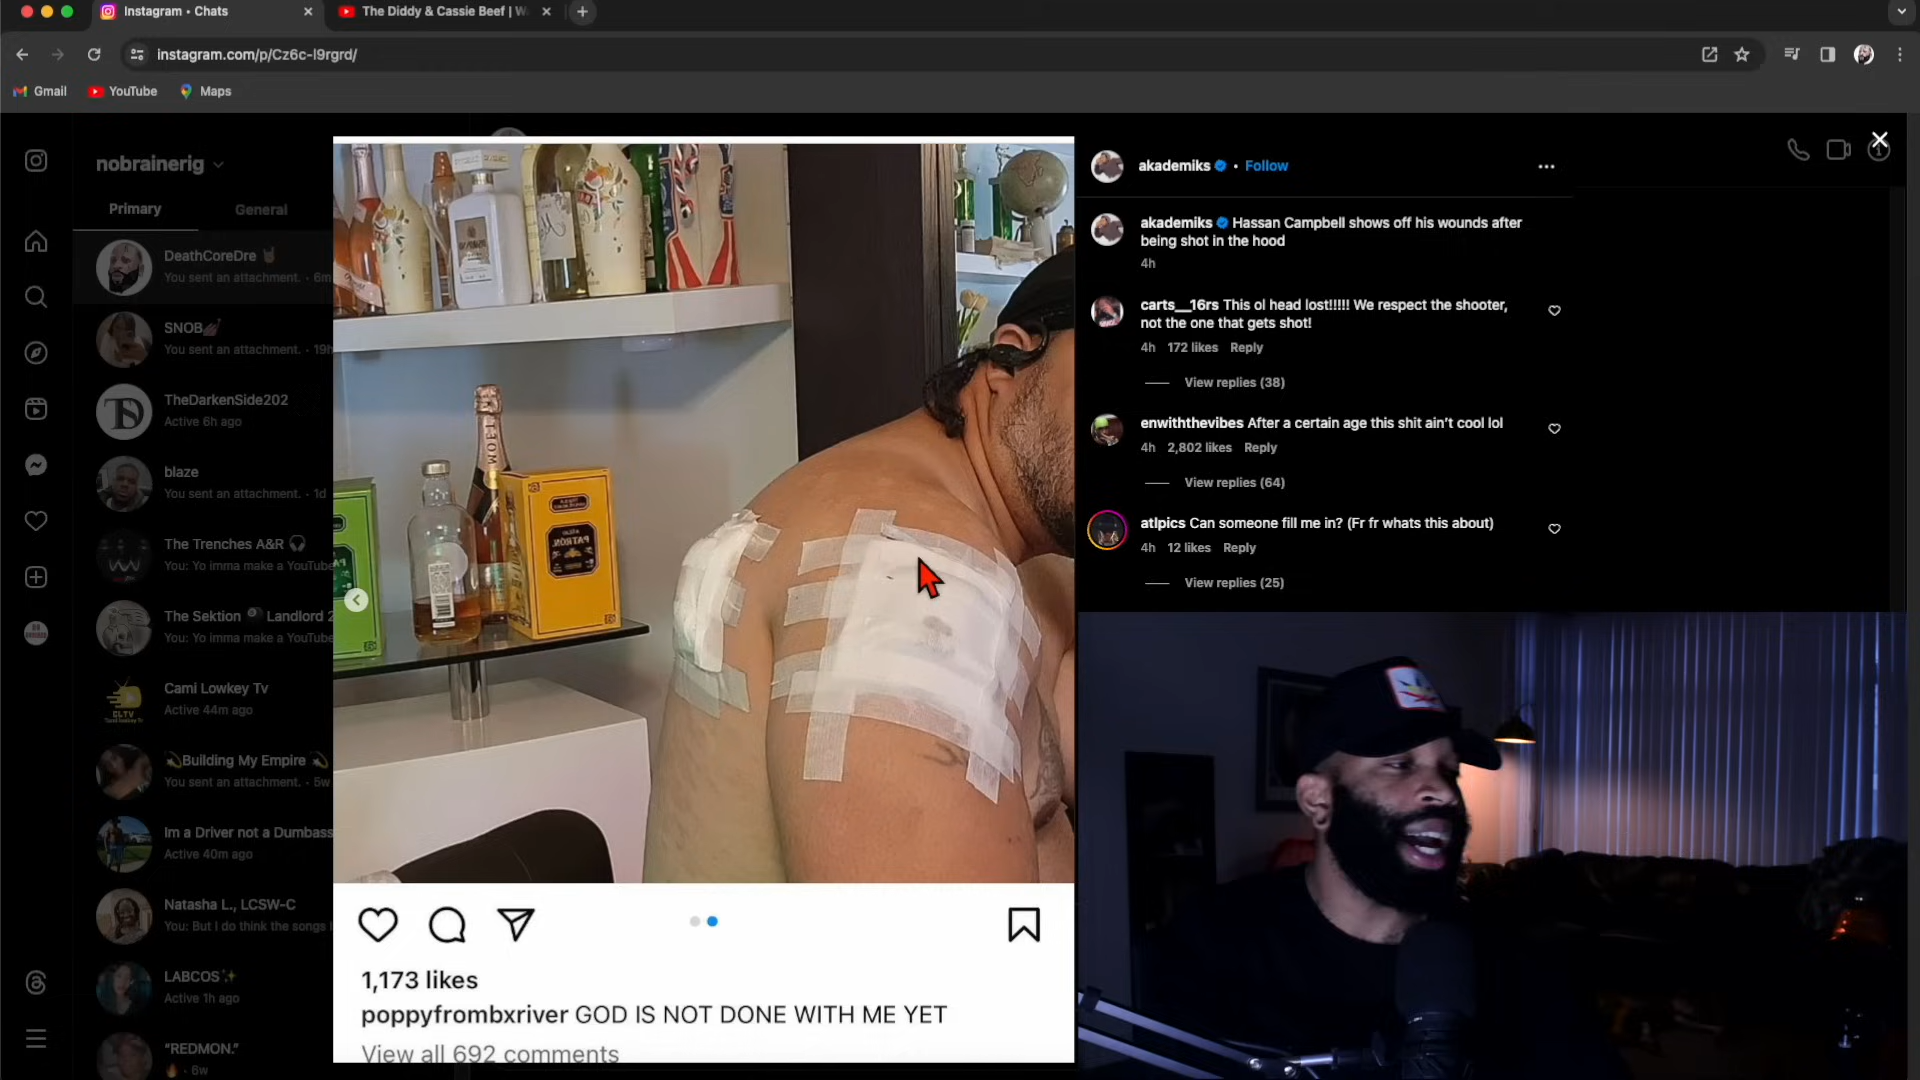 Instagram • Chats
The Diddy & Cassie Beef | W
instagram.com/p/Cz6c-l9rgrd/
Gmail
YouTube
Maps
nobrainerig
Primary
General
DeathCoreDre
You sent an attachment. · 6m
SNOB
You sent an attachment. · 19h
TheDarkenSide202
Active 6h ago
blaze
You sent an attachment. · 1d
The Trenches A&R
You: Yo imma make a YouTube
The Sektion Landlord 2
You: Yo imma make a YouTube
Cami Lowkey Tv
Active 44m ago
Building My Empire
You sent an attachment. · 5w
Im a Driver not a Dumbass
Active 40m ago
Natasha L., LCSW-C
You: But I do think the songs
LABCOS
Active 1h ago
“REDMON.”
· 6w
PATRÓN
1,173 likes
poppyfrombxriver GOD IS NOT DONE WITH ME YET
View all 692 comments
akademiks • Follow
akademiks Hassan Campbell shows off his wounds after
being shot in the hood
4h
carts__16rs This ol head lost!!!!! We respect the shooter,
not the one that gets shot!
4h 172 likes Reply
View replies (38)
enwiththevibes After a certain age this shit ain’t cool lol
4h 2,802 likes Reply
View replies (64)
atlpics Can someone fill me in? (Fr fr whats this about)
4h 12 likes Reply
View replies (25)